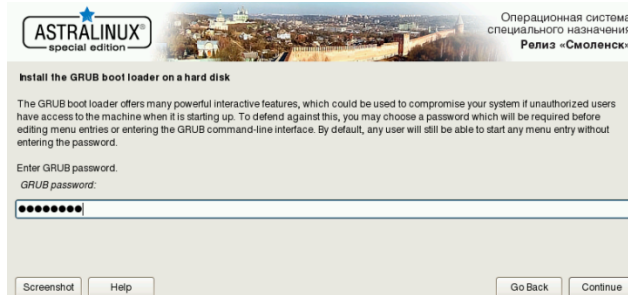 ASTRALINUX®
special edition
Операционная система
специального назначения
Релиз «Смоленск»
Install the GRUB boot loader on a hard disk
The GRUB boot loader offers many powerful interactive features, which could be used to compromise your system if unauthorized users
have access to the machine when it is starting up. To defend against this, you may choose a password which will be required before
editing menu entries or entering the GRUB command-line interface. By default, any user will still be able to start any menu entry without
entering the password.
Enter GRUB password.
GRUB password:
●●●●●●●●
Screenshot
Help
Go Back
Continue